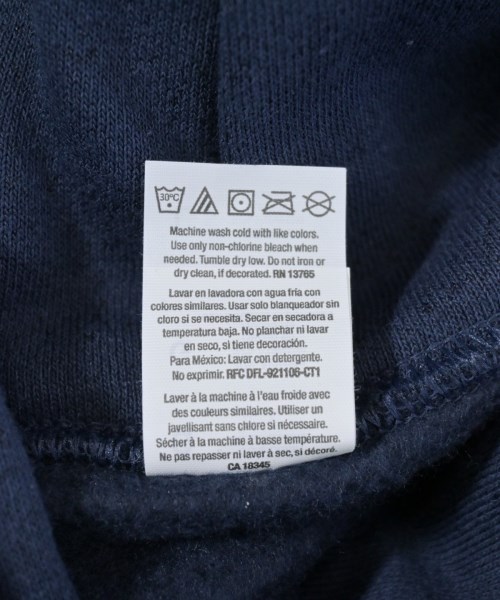 30°C
Machine wash cold with like colors.
Use only non-chlorine bleach when
needed. Tumble dry low. Do not iron or
dry clean, if decorated. RN 13765
Lavar en lavadora con agua fría con
colores similares. Usar solo blanqueador sin
cloro si se necesita. Secar en secadora a
temperatura baja. No planchar ni lavar
en seco, si tiene decoración.
Para México: Lavar con detergente.
No exprimir. RFC DFL-921106-CT1
Laver à la machine à l'eau froide avec
des couleurs similaires. Utiliser un
javellisant sans chlore si nécessaire.
Sécher à la machine à basse température.
Ne pas repasser ni laver à sec, si décoré.
CA 18345